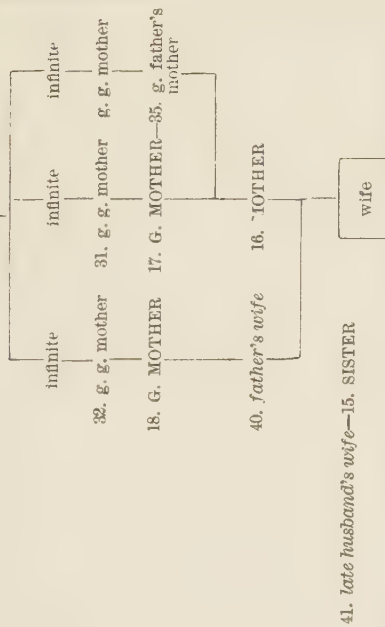 infinite infinite infinite
32. g. g. mother 31. g. g. mother g. g. mother
18. G. MOTHER 17. G. MOTHER—35. g. father's
mother
40. father's wife 16. MOTHER
41. late husband's wife—15. SISTER
wife